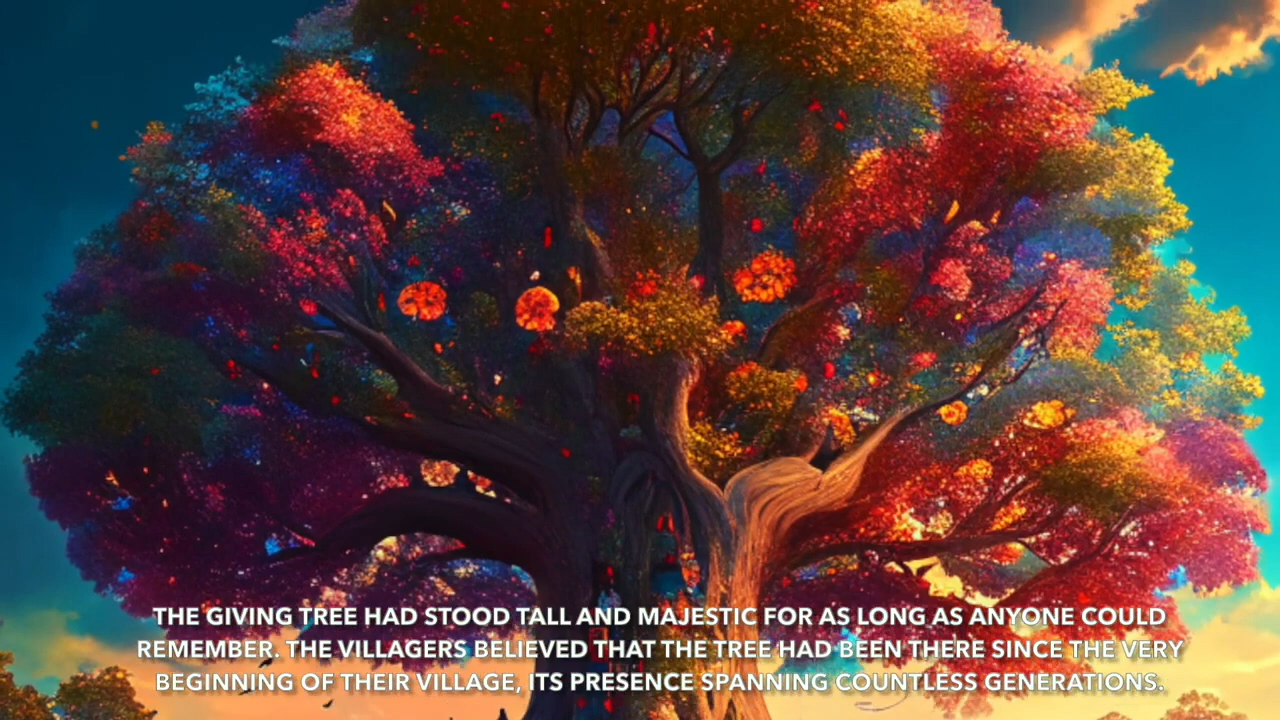 THE GIVING TREE HAD STOOD TALL AND MAJESTIC FOR AS LONG AS ANYONE COULD
REMEMBER. THE VILLAGERS BELIEVED THAT THE TREE HAD BEEN THERE SINCE THE VERY
BEGINNING OF THEIR VILLAGE, ITS PRESENCE SPANNING COUNTLESS GENERATIONS.